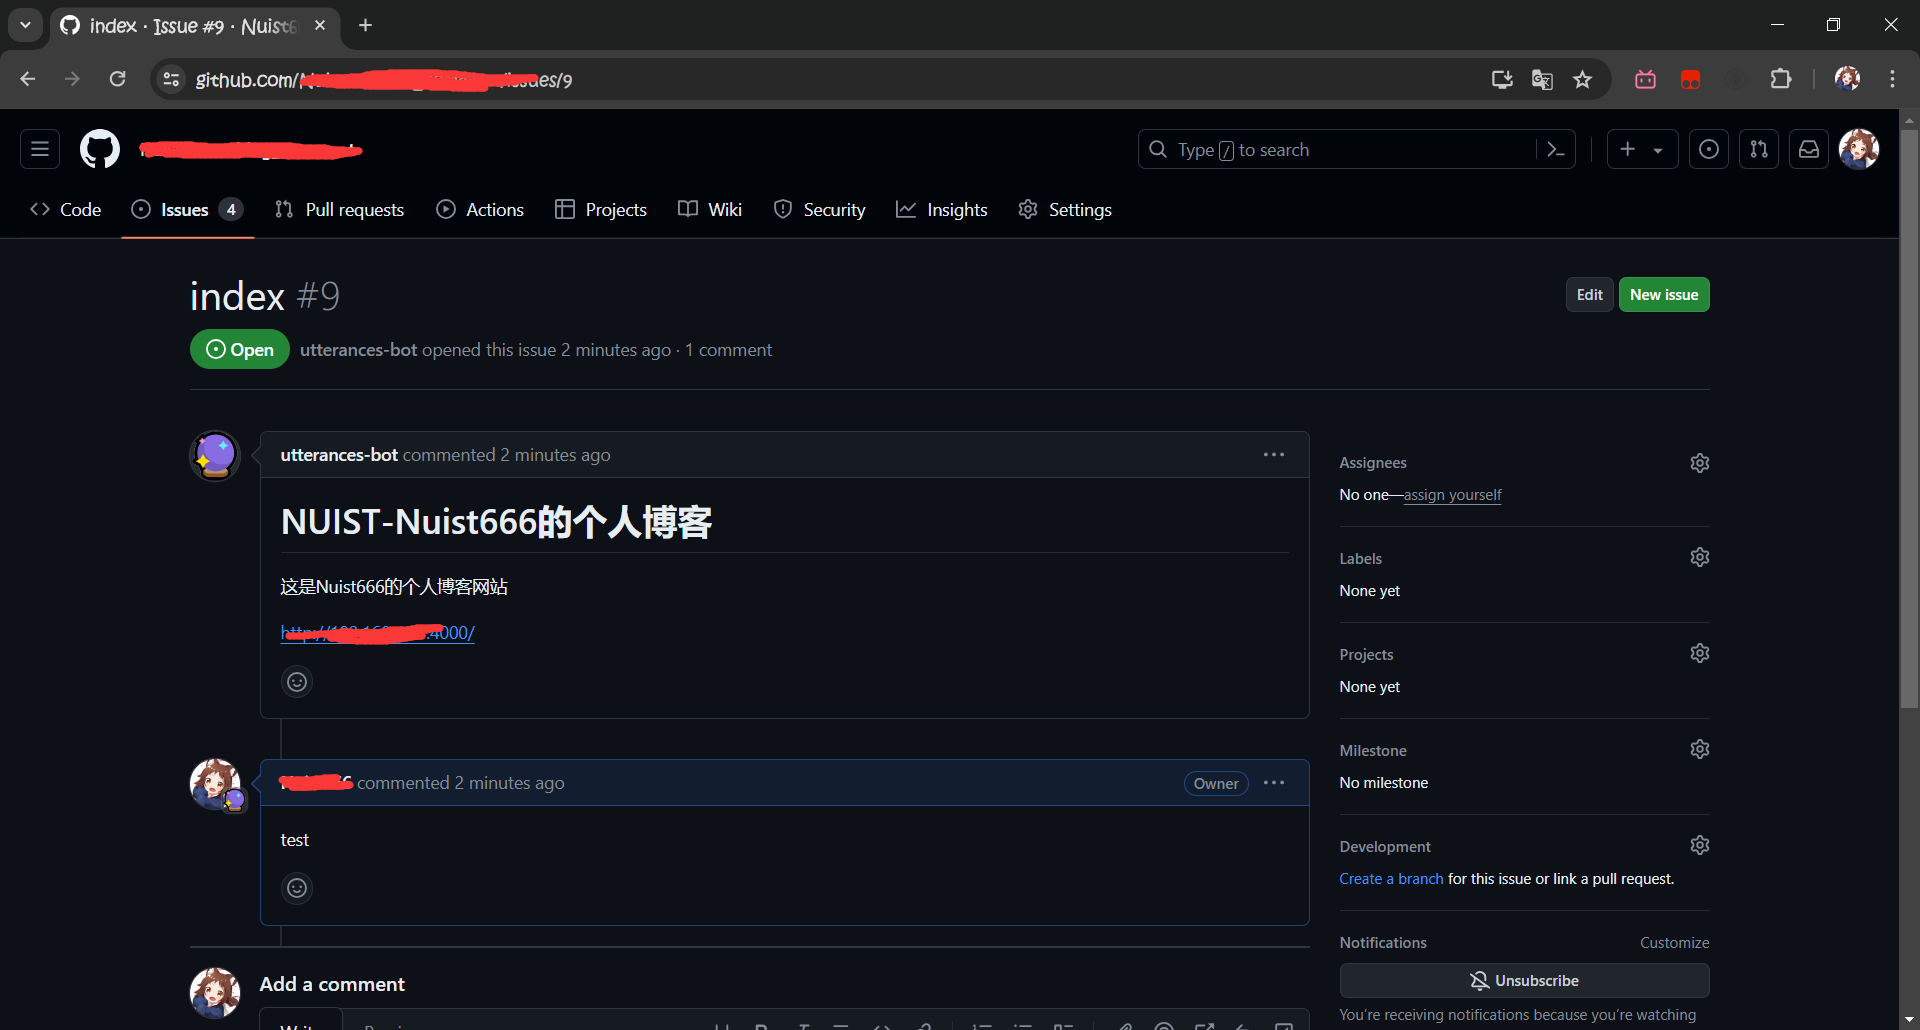 index · Issue #9 · Nuist6
github.com/
issues/9
Type / to search
Code
Issues 4
Pull requests
Actions
Projects
Wiki
Security
Insights
Settings
index #9
Edit
New issue
Open
utterances-bot opened this issue 2 minutes ago · 1 comment
utterances-bot commented 2 minutes ago
NUIST-Nuist666的个人博客
这是Nuist666的个人博客网站
:4000/
commented 2 minutes ago
Owner
test
Add a comment
Assignees
No one—assign yourself
Labels
None yet
Projects
None yet
Milestone
No milestone
Development
Create a branch for this issue or link a pull request.
Notifications
Customize
Unsubscribe
You're receiving notifications because you're watching